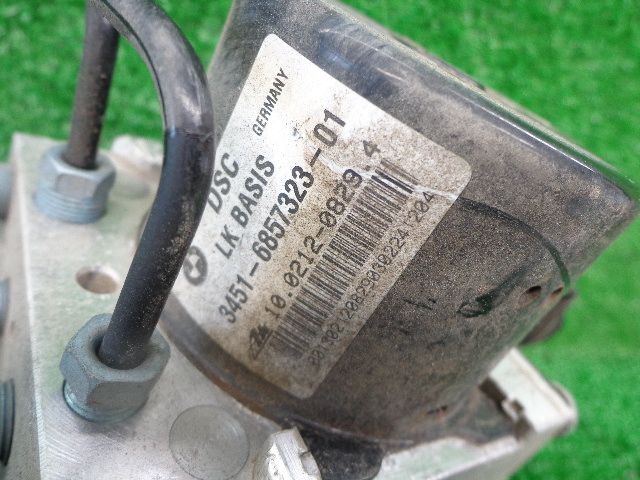 DSC GERMANY
LK BASIS
3451-6857323-01
10.0212-0829 4